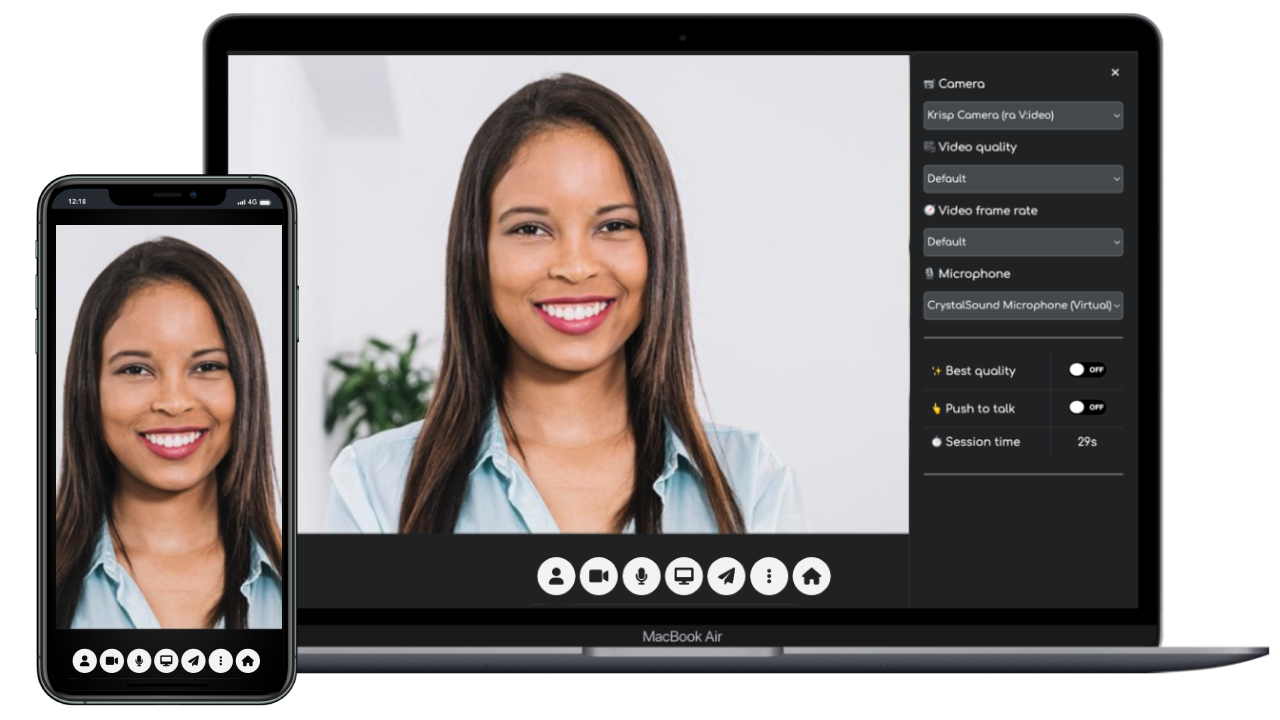 12:18
4G
Camera
Krisp Camera (ra V:ideo)
Video quality
Default
Video frame rate
Default
Microphone
CrystalSound Microphone (Virtual)
Best quality
OFF
Push to talk
OFF
Session time
29s
MacBook Air